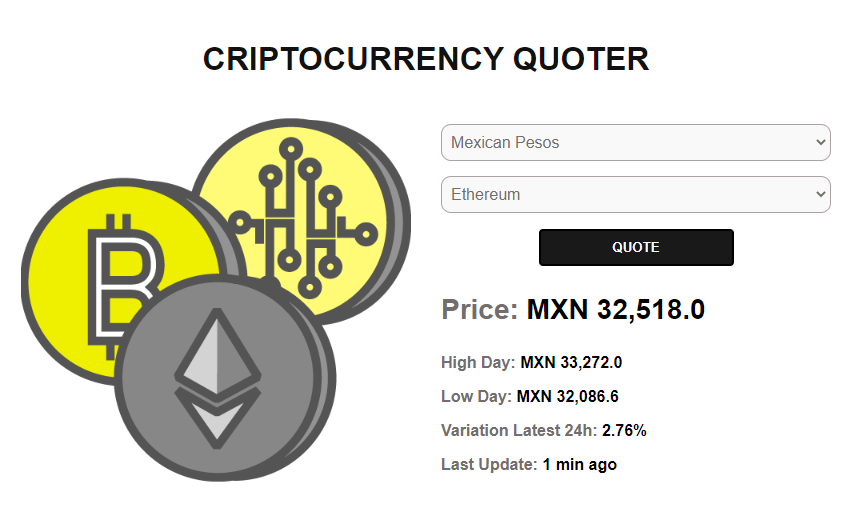 CRIPTOCURRENCY QUOTER
Mexican Pesos
Ethereum
QUOTE
Price: MXN 32,518.0
High Day: MXN 33,272.0
Low Day: MXN 32,086.6
Variation Latest 24h: 2.76%
Last Update: 1 min ago